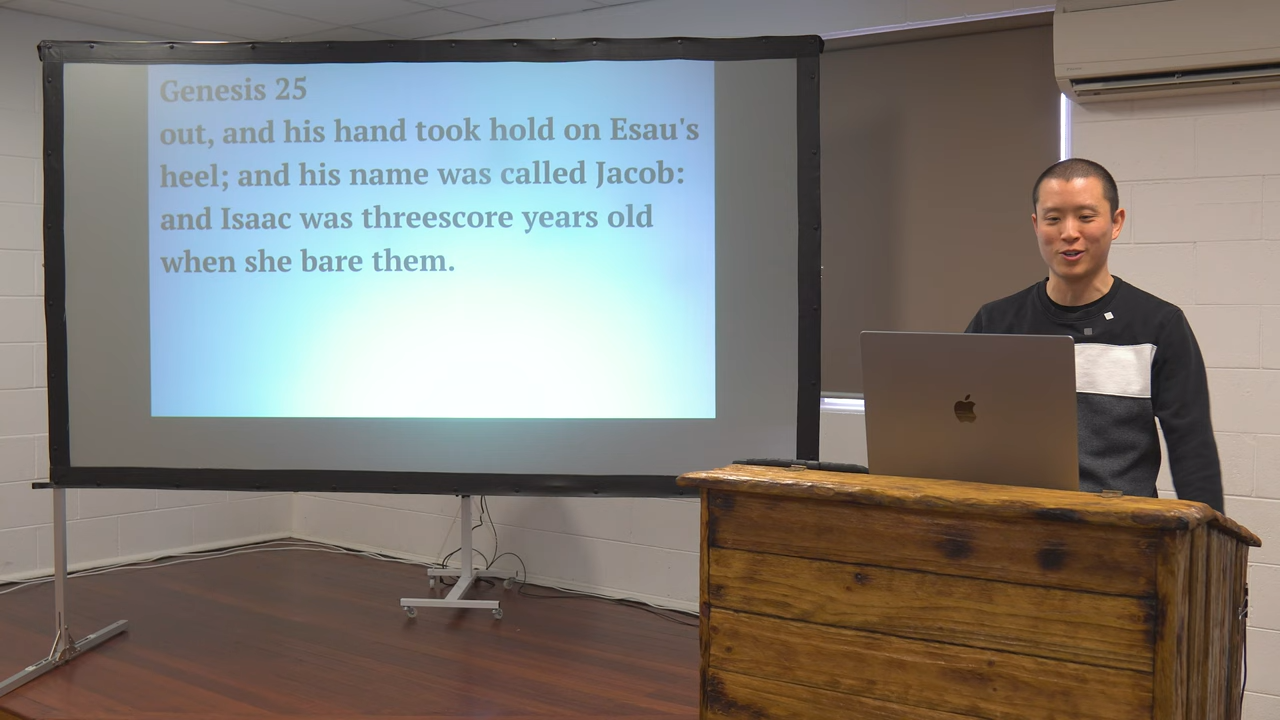 Genesis 25
out, and his hand took hold on Esau's
heel; and his name was called Jacob:
and Isaac was threescore years old
when she bare them.